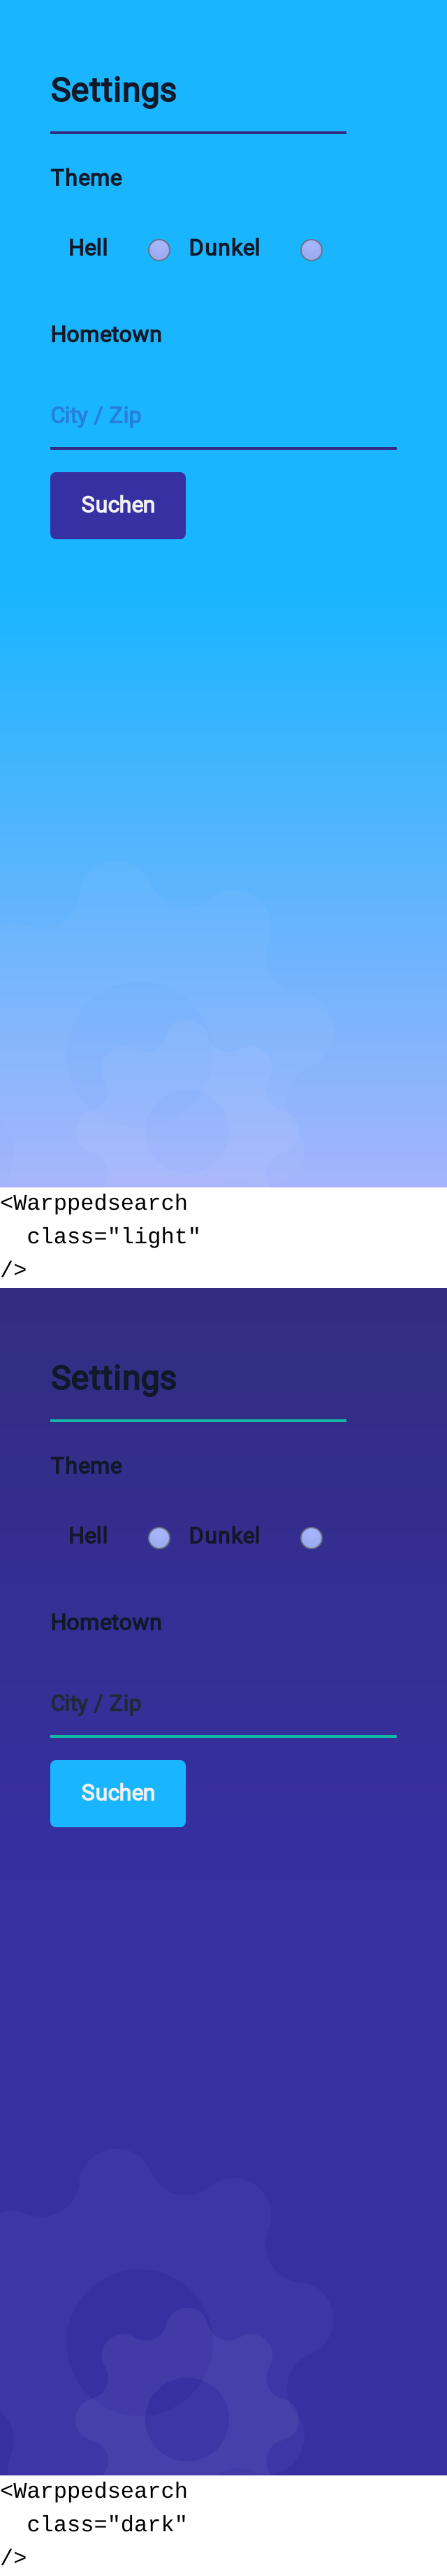 Settings
Theme
Hell Dunkel
Hometown
City / Zip
Suchen
<Warppedsearch
  class="light"
/>
Settings
Theme
Hell Dunkel
Hometown
City / Zip
Suchen
<Warppedsearch
  class="dark"
/>